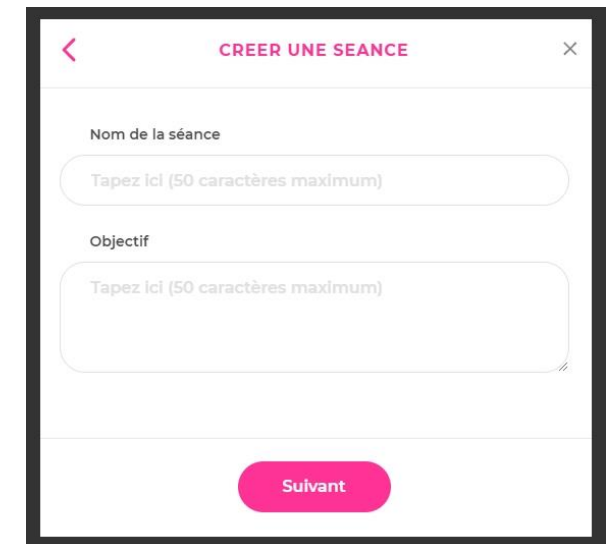 CREER UNE SEANCE
Nom de la séance
Tapez ici (50 caractères maximum)
Objectif
Tapez ici (50 caractères maximum)
Suivant